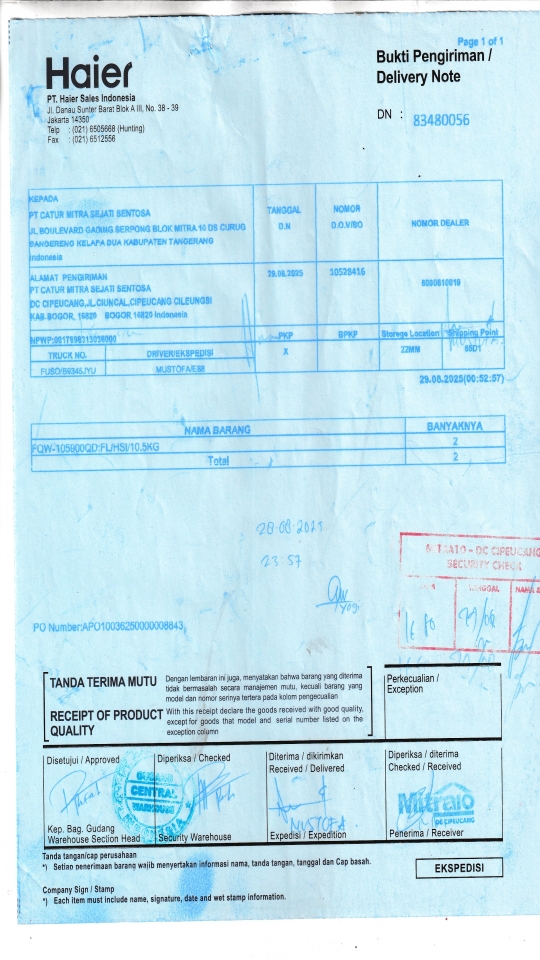 Page 1 of 1
Haier
Bukti Pengiriman /
Delivery Note
PT. Haier Sales Indonesia
Jl. Danau Sunter Barat Blok A III, No. 38 - 39
Jakarta 14350
Telp : (021) 6505668 (Hunting)
Fax : (021) 6512556
DN : 83480056
KEPADA
PT CATUR MITRA SEJATI SENTOSA
JL BOULEVARD GADING SERPONG BLOK MITRA 10 DS CURUG
DANGERENG KELAPA DUA KABUPATEN TANGERANG
Indonesia
TANGGAL
D.N
NOMOR
D.O.V/SO
NOMOR DEALER
ALAMAT PENGIRIMAN
PT CATUR MITRA SEJATI SENTOSA
DC CIPEUCANG,JL.CIUNCAL,CIPEUCANG CILEUNGSI
KAB.BOGOR, 16820 BOGOR 16820 Indonesia
29.08.2025
10528416
NPWP:
PKP
BPKP
Storege Location
Shipping Point
TRUCK NO.
DRIVER/EKSPEDISI
X
22MM
65D1
FUSO/B9345JYU
29.08.2025(00:52:57)
NAMA BARANG
BANYAKNYA
FQW-105900QD:FL/HSI/10.5KG
2
Total
2
23:57
SECURITY CHECK
TANGGAL
PO Number:APO10036250000008643
TANDA TERIMA MUTU
Dengan lembaran ini juga, menyatakan bahwa barang yang diterima
tidak bermasalah secara manajemen mutu, kecuali barang yang
model dan nomor serinya tertera pada kolom pengecualian
RECEIPT OF PRODUCT
QUALITY
With this receipt declare the goods received with good quality,
except for goods that model and serial number listed on the
exception column
Perkecualian /
Exception
Disetujui / Approved
Diperiksa / Checked
Diterima / dikirimkan
Received / Delivered
Diperiksa / diterima
Checked / Received
GUDANG
CENTRAL
WAREHOUSE
Mitra10
DC CIPEUCANG
Kep. Bag. Gudang
Warehouse Section Head
Security Warehouse
Expedisi / Expedition
Penerima / Receiver
Tanda tangan/cap perusahaan
*) Setiap penerimaan barang wajib menyertakan informasi nama, tanda tangan, tanggal dan Cap basah.
EKSPEDISI
Company Sign / Stamp
*) Each item must include name, signature, date and wet stamp information.